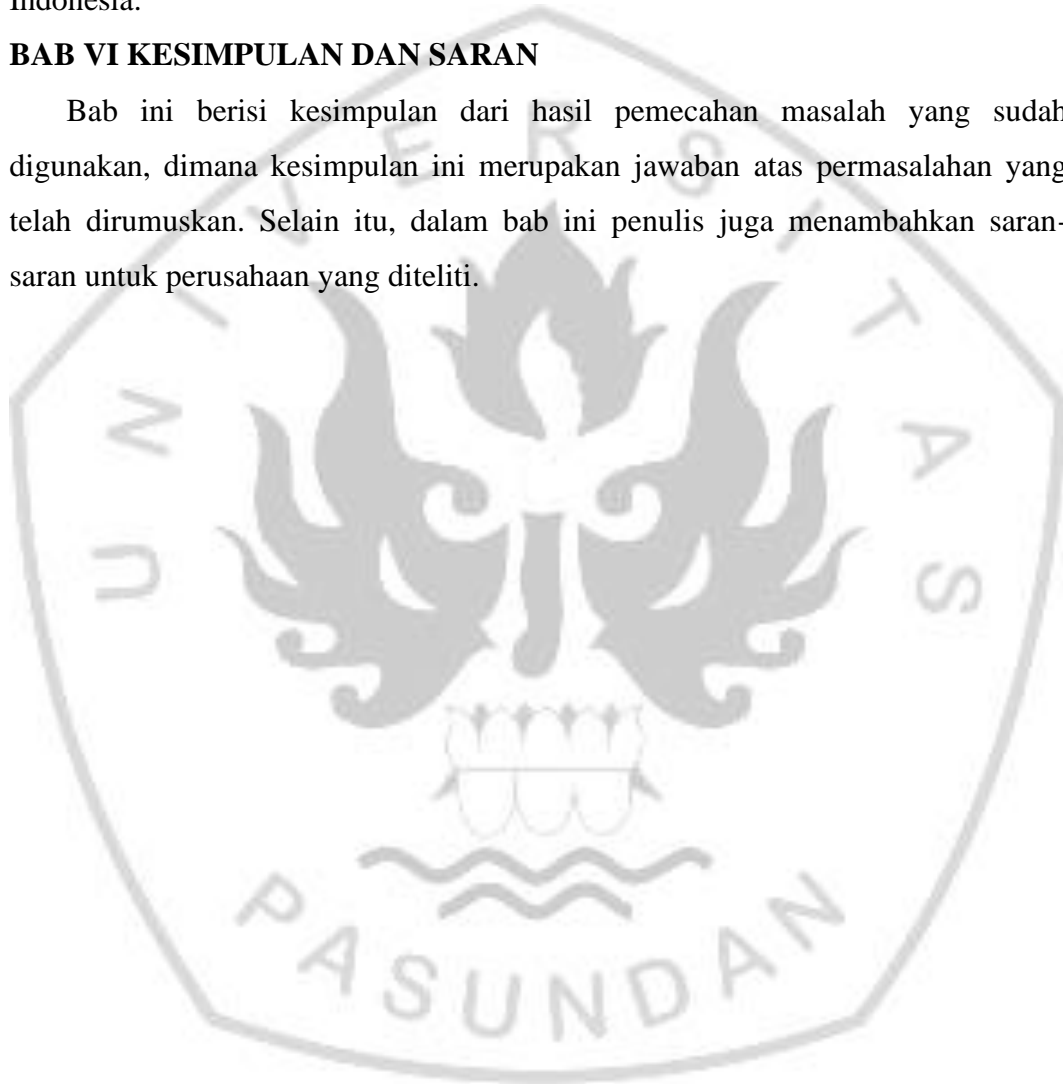 Indonesia.
BAB VI KESIMPULAN DAN SARAN
Bab ini berisi kesimpulan dari hasil pemecahan masalah yang sudah
digunakan, dimana kesimpulan ini merupakan jawaban atas permasalahan yang
telah dirumuskan. Selain itu, dalam bab ini penulis juga menambahkan saran-
saran untuk perusahaan yang diteliti.
UNIVERSITAS
PASUNDAN